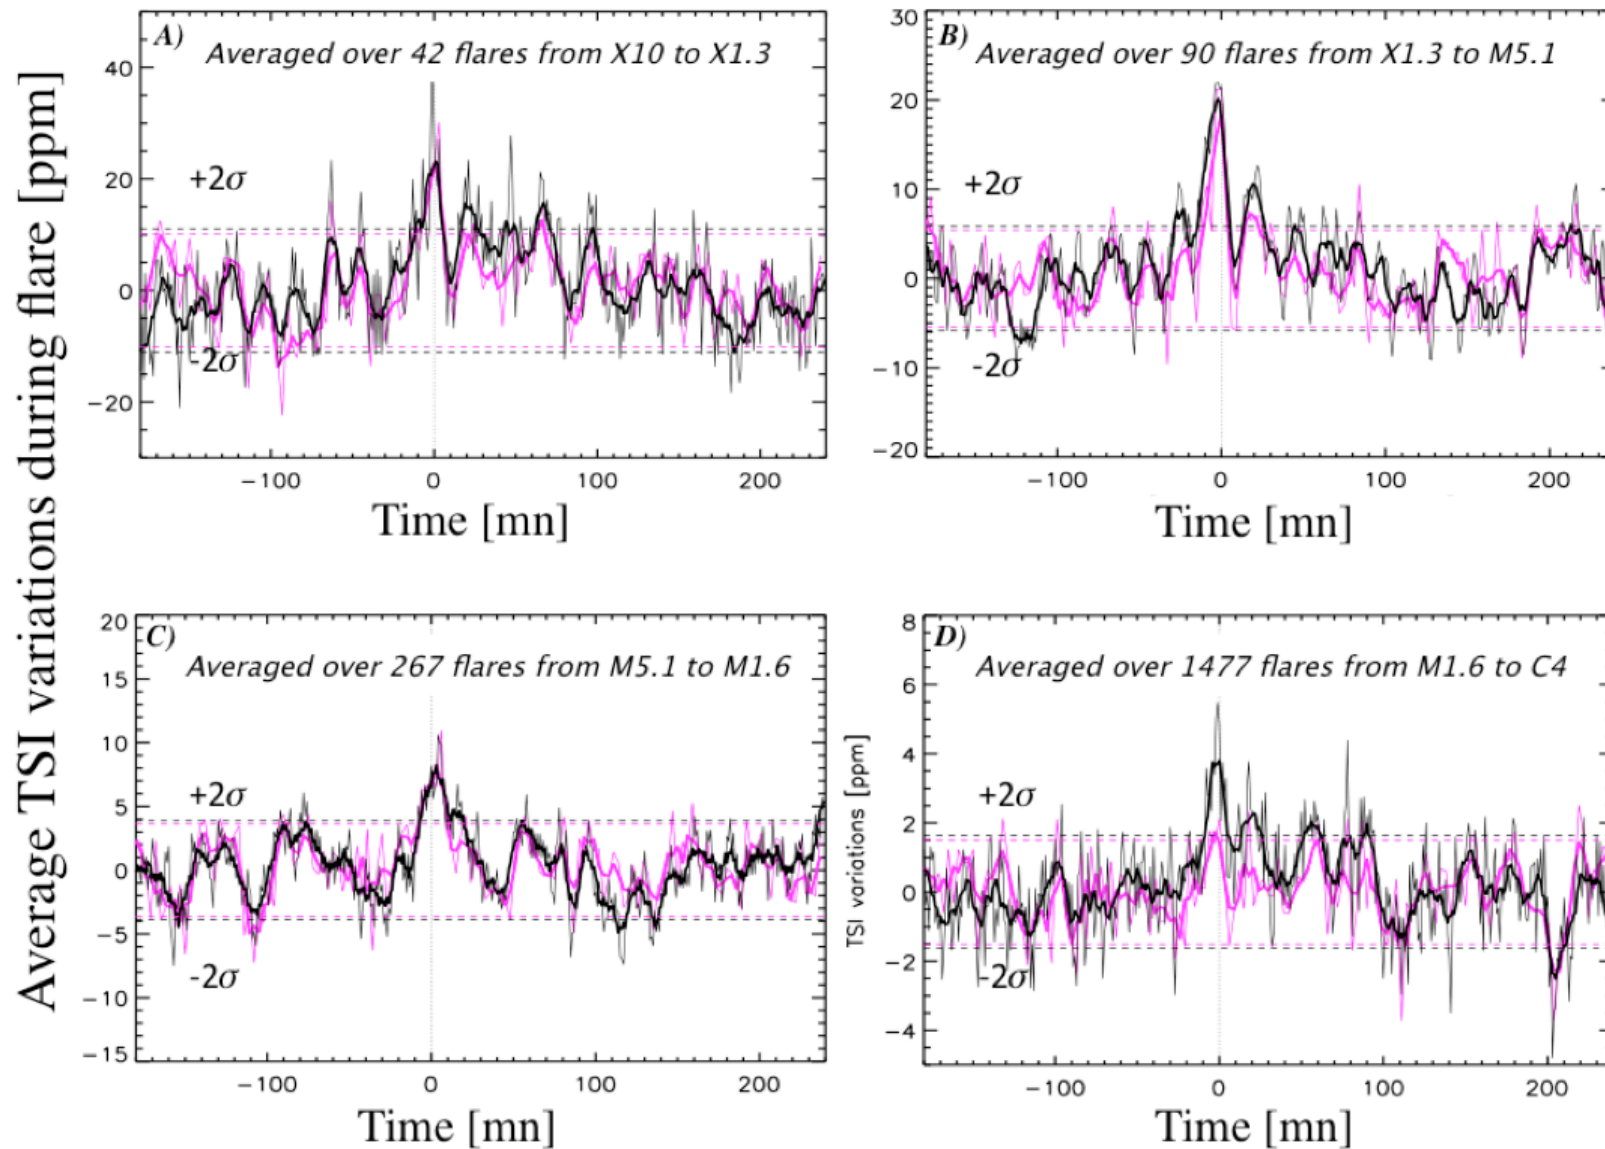 Average TSI variations during flare [ppm]
A)
Averaged over 42 flares from X10 to X1.3
40
20
0
−20
+2σ
-2σ
−100 0 100 200
Time [mn]
B)
Averaged over 90 flares from X1.3 to M5.1
30
20
10
0
−10
−20
+2σ
-2σ
−100 0 100 200
Time [mn]
C)
Averaged over 267 flares from M5.1 to M1.6
20
15
10
5
0
−5
−10
−15
+2σ
-2σ
−100 0 100 200
Time [mn]
D)
Averaged over 1477 flares from M1.6 to C4
TSI variations [ppm]
8
6
4
2
0
−2
−4
+2σ
-2σ
−100 0 100 200
Time [mn]